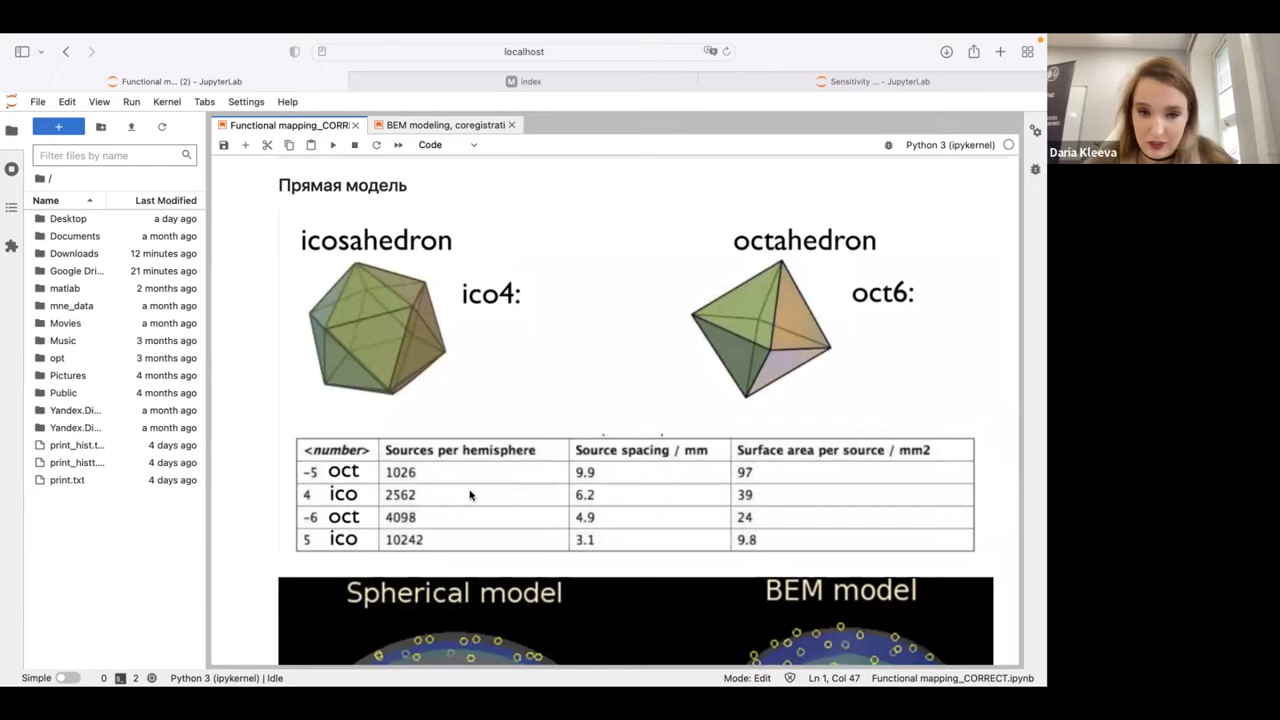 localhost
Functional m... (2) - JupyterLab
index
Sensitivity ... - JupyterLab
File Edit View Run Kernel Tabs Settings Help
Functional mapping_CORR
BEM modeling, coregistrati
Code
Python 3 (ipykernel)
Filter files by name
/
Name Last Modified
Desktop a day ago
Documents a month ago
Downloads 12 minutes ago
Google Dri... 21 minutes ago
matlab 2 months ago
mne_data a month ago
Movies a month ago
Music 3 months ago
opt a month ago
Pictures 4 months ago
Public 4 months ago
Yandex.Di... a month ago
Yandex.Di... a month ago
print_hist.t... 4 days ago
print_histt.... 4 days ago
print.txt 4 days ago
Прямая модель
icosahedron octahedron
ico4: oct6:
<number> Sources per hemisphere Source spacing / mm Surface area per source / mm2
-5 oct 1026 9.9 97
4 ico 2562 6.2 39
-6 oct 4098 4.9 24
5 ico 10242 3.1 9.8
Spherical model BEM model
Simple 0 2 Python 3 (ipykernel) | Idle Mode: Edit Ln 1, Col 47 Functional mapping_CORRECT.ipynb
Daria Kleeva